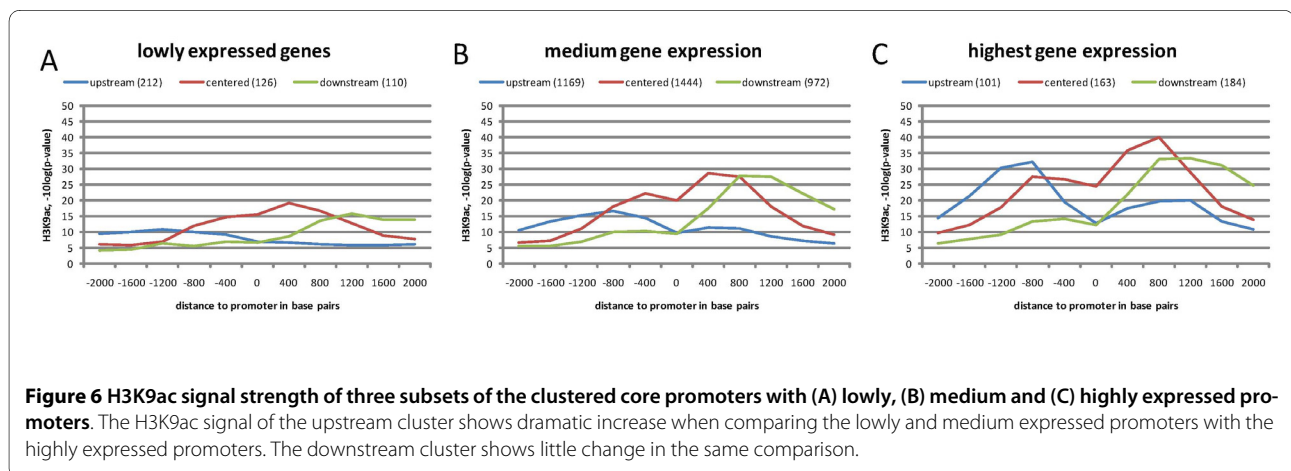 A
lowly expressed genes
upstream (212) centered (126) downstream (110)
H3K9ac, -10log(p-value)
50
45
40
35
30
25
20
15
10
5
0
-2000 -1600 -1200 -800 -400 0 400 800 1200 1600 2000
distance to promoter in base pairs
B
medium gene expression
upstream (1169) centered (1444) downstream (972)
H3K9ac, -10log(p-value)
50
45
40
35
30
25
20
15
10
5
0
-2000 -1600 -1200 -800 -400 0 400 800 1200 1600 2000
distance to promoter in base pairs
C
highest gene expression
upstream (101) centered (163) downstream (184)
H3K9ac, -10log(p-value)
50
45
40
35
30
25
20
15
10
5
0
-2000 -1600 -1200 -800 -400 0 400 800 1200 1600 2000
distance to promoter in base pairs
Figure 6 H3K9ac signal strength of three subsets of the clustered core promoters with (A) lowly, (B) medium and (C) highly expressed pro-
moters. The H3K9ac signal of the upstream cluster shows dramatic increase when comparing the lowly and medium expressed promoters with the
highly expressed promoters. The downstream cluster shows little change in the same comparison.